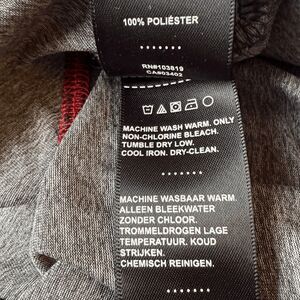 100% POLIÉSTER
RN#103819
CA#03402
MACHINE WASH WARM. ONLY
NON-CHLORINE BLEACH.
TUMBLE DRY LOW.
COOL IRON. DRY-CLEAN.
MACHINE WASBAAR WARM.
ALLEEN BLEEKWATER
ZONDER CHLOOR.
TROMMELDROGEN LAGE
TEMPERATUUR. KOUD
STRIJKEN.
CHEMISCH REINIGEN.